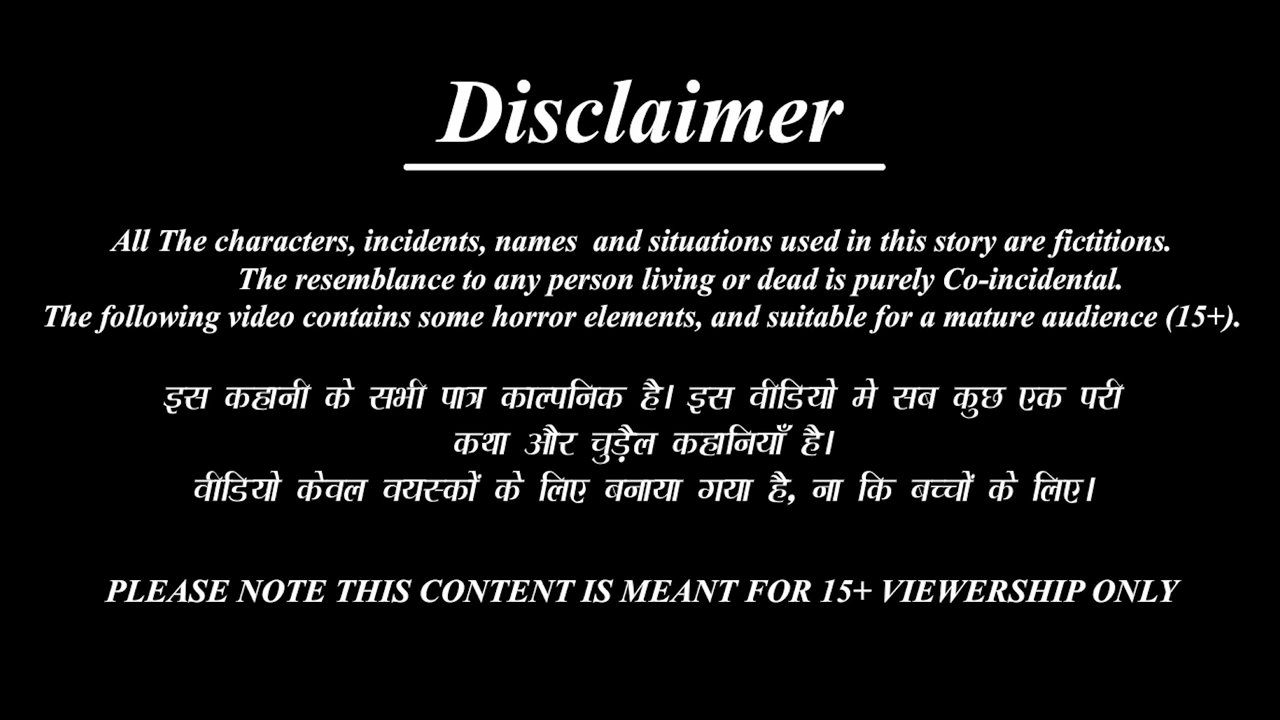 Disclaimer
All The characters, incidents, names and situations used in this story are fictitions.
The resemblance to any person living or dead is purely Co-incidental.
The following video contains some horror elements, and suitable for a mature audience (15+).
इस कहानी के सभी पात्र काल्पनिक है। इस वीडियो मे सब कुछ एक परी
कथा और चुड़ैल कहानियाँ है।
वीडियो केवल वयस्कों के लिए बनाया गया है, ना कि बच्चों के लिए।
PLEASE NOTE THIS CONTENT IS MEANT FOR 15+ VIEWERSHIP ONLY